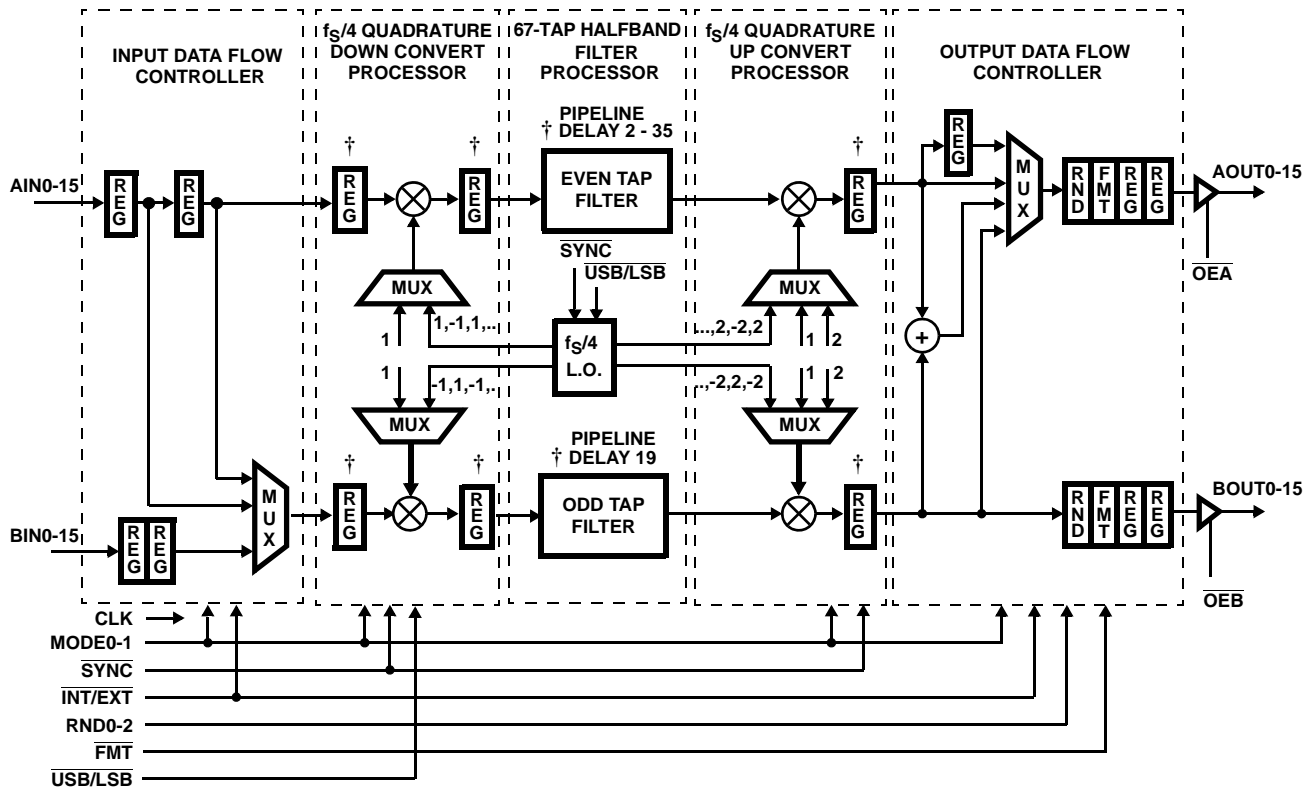 INPUT DATA FLOW
CONTROLLER
fS/4 QUADRATURE
DOWN CONVERT
PROCESSOR
67-TAP HALFBAND
FILTER
PROCESSOR
fS/4 QUADRATURE
UP CONVERT
PROCESSOR
OUTPUT DATA FLOW
CONTROLLER
AIN0-15
REG
REG
†
REG
†
REG
PIPELINE
† DELAY 2 - 35
EVEN TAP
FILTER
†
REG
REG
MUX
RND
FMT
REG
REG
AOUT0-15
OEA
SYNC
USB/LSB
MUX
1
1,-1,1,..
fS/4
L.O.
...,2,-2,2
1
2
MUX
+
1
-1,1,-1,..
MUX
..,-2,2,-2
1
2
MUX
BIN0-15
REG
REG
MUX
†
REG
†
REG
PIPELINE
† DELAY 19
ODD TAP
FILTER
†
REG
RND
FMT
REG
REG
BOUT0-15
OEB
CLK
MODE0-1
SYNC
INT/EXT
RND0-2
FMT
USB/LSB